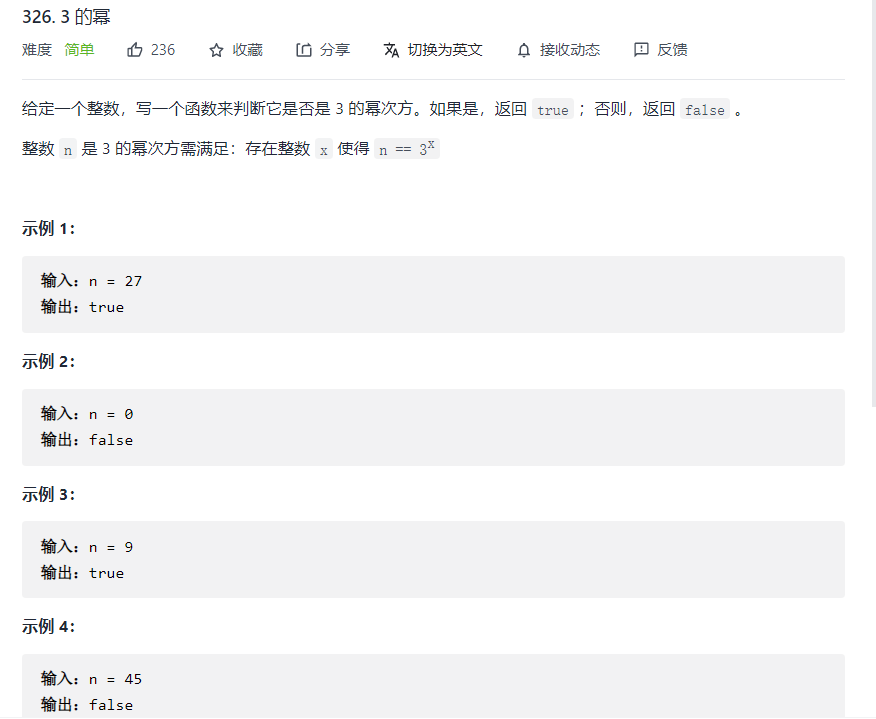 326. 3 的幂
难度 简单 236 收藏 分享 切换为英文 接收动态 反馈
给定一个整数，写一个函数来判断它是否是 3 的幂次方。如果是，返回 true ；否则，返回 false 。
整数 n 是 3 的幂次方需满足：存在整数 x 使得 n == 3ˣ
示例 1：
输入：n = 27
输出：true
示例 2：
输入：n = 0
输出：false
示例 3：
输入：n = 9
输出：true
示例 4：
输入：n = 45
输出：false